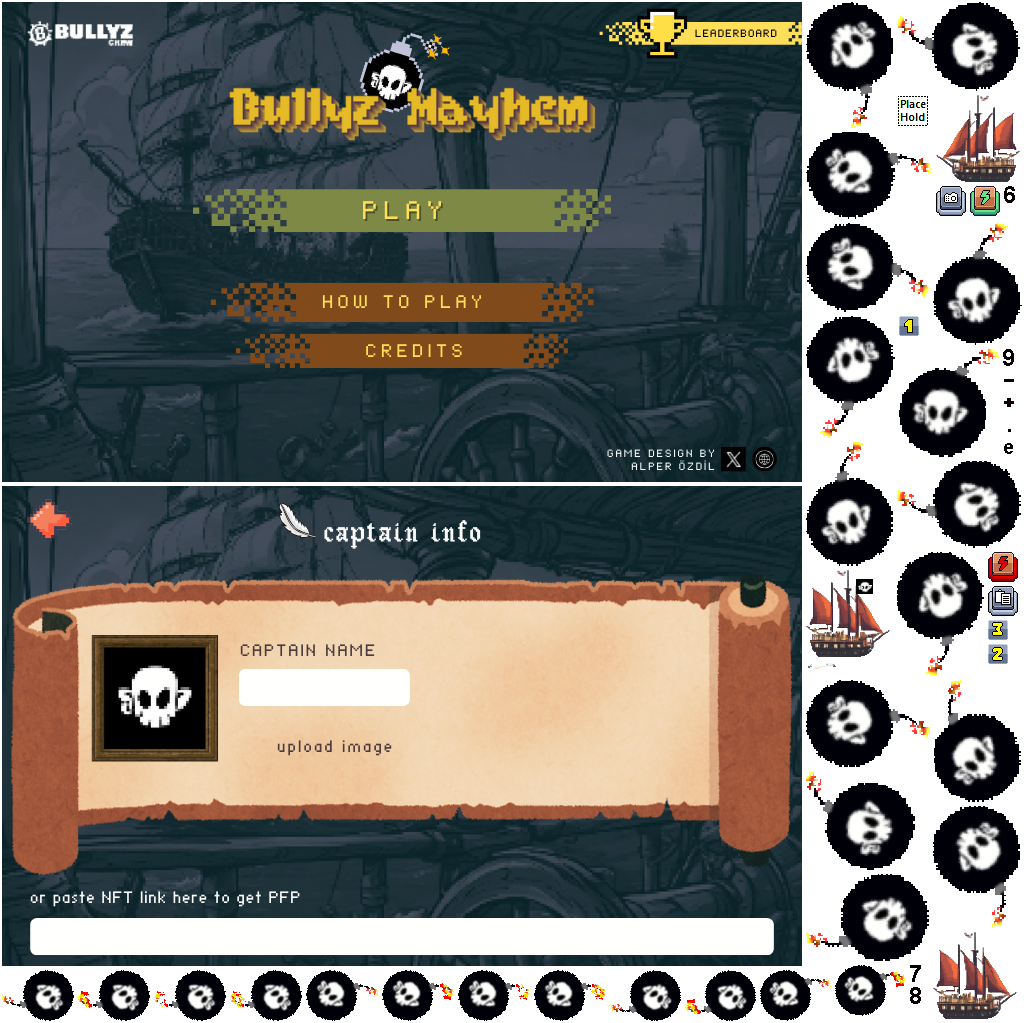 BULLYZ
CREW
LEADERBOARD
Bullyz Mayhem
PLAY
HOW TO PLAY
CREDITS
GAME DESIGN BY
ALPER ÖZDİL
captain info
CAPTAIN NAME
upload image
or paste NFT link here to get PFP
Place
Hold
6
1
9
-
+
.
e
3
2
7
8